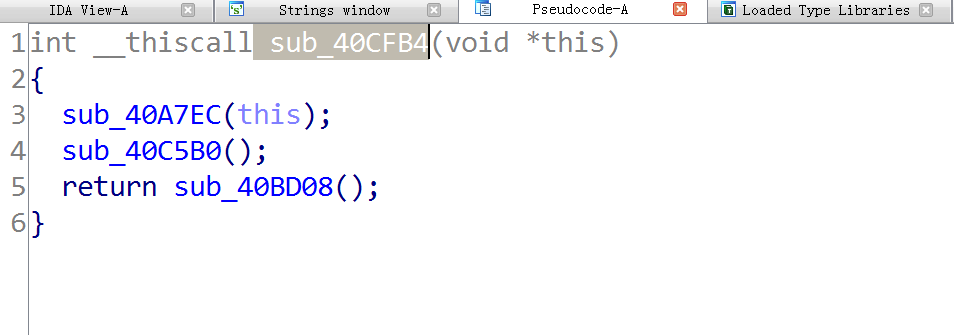 IDA View-A Strings window Pseudocode-A Loaded Type Libraries
1 int __thiscall sub_40CFB4(void *this)
2 {
3   sub_40A7EC(this);
4   sub_40C5B0();
5   return sub_40BD08();
6 }